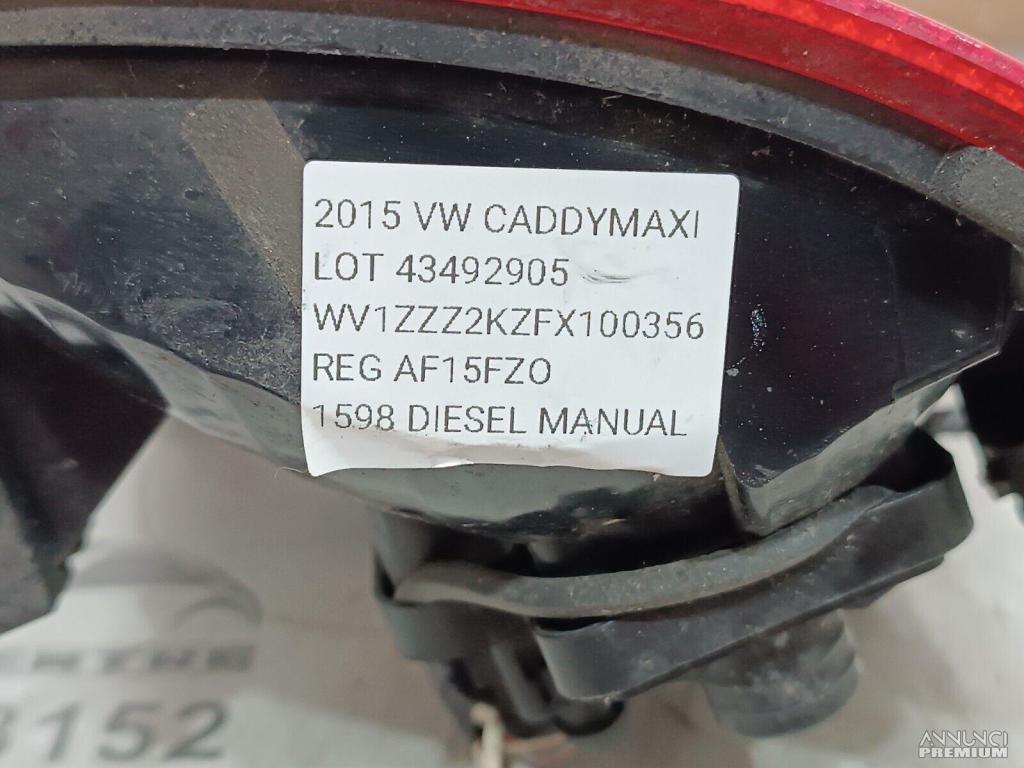 2015 VW CADDYMAXI
LOT 43492905
WV1ZZZ2KZFX100356
REG AF15FZO
1598 DIESEL MANUAL
3152
ANNUNCI
PREMIUM